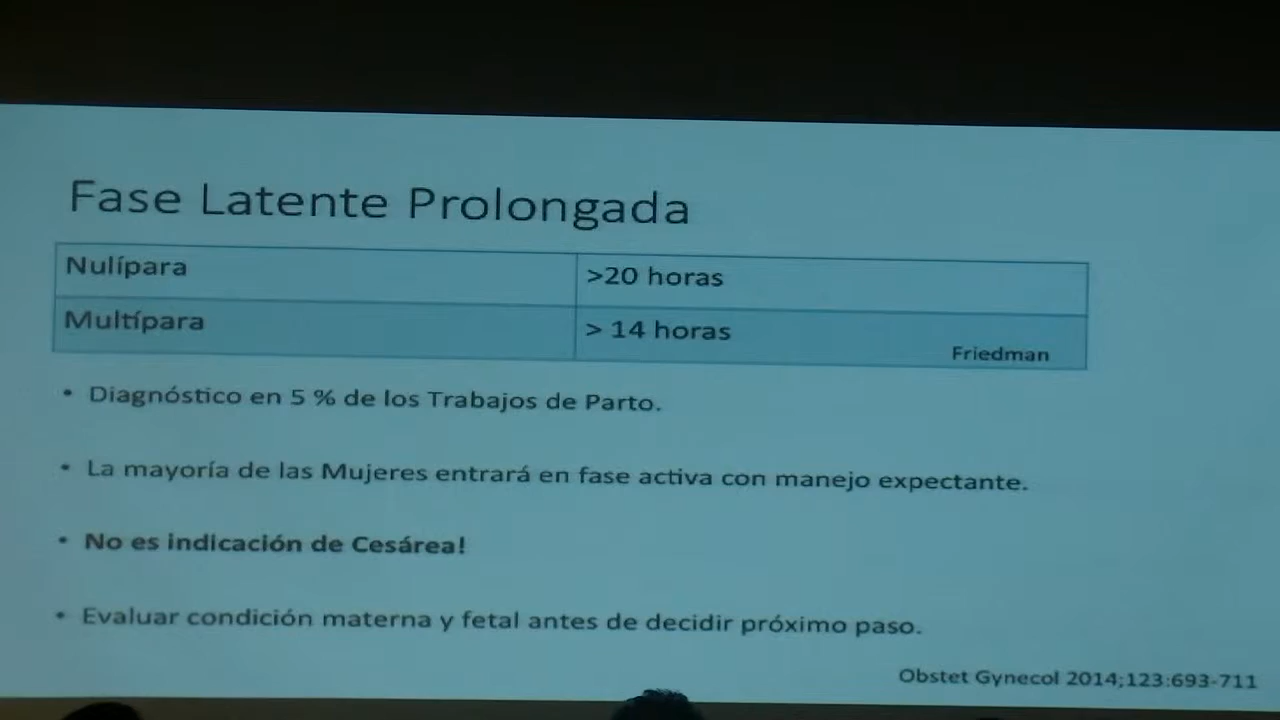 Fase Latente Prolongada
Nulípara >20 horas
Multípara > 14 horas
Friedman
• Diagnóstico en 5 % de los Trabajos de Parto.
• La mayoría de las Mujeres entrará en fase activa con manejo expectante.
• No es indicación de Cesárea!
• Evaluar condición materna y fetal antes de decidir próximo paso.
Obstet Gynecol 2014;123:693-711